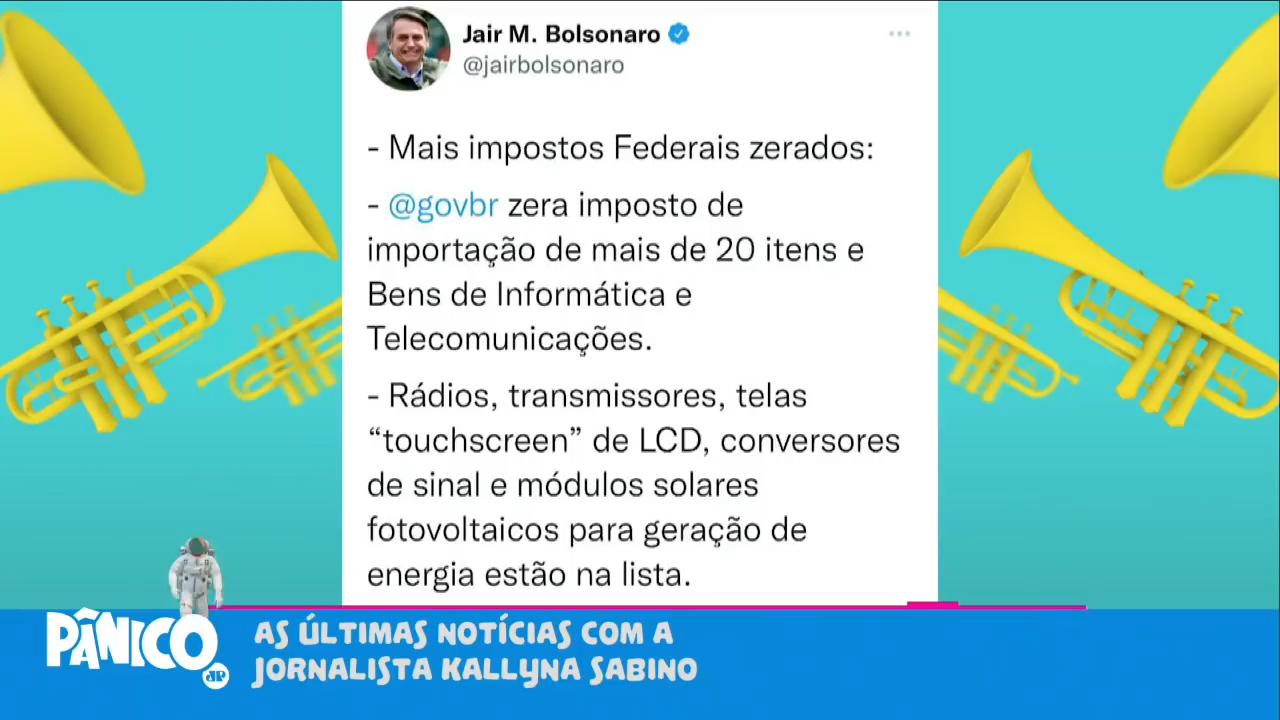 Jair M. Bolsonaro
@jairbolsonaro
- Mais impostos Federais zerados:
- @govbr zera imposto de
importação de mais de 20 itens e
Bens de Informática e
Telecomunicações.
- Rádios, transmissores, telas
“touchscreen” de LCD, conversores
de sinal e módulos solares
fotovoltaicos para geração de
energia estão na lista.
PÂNICO
JP
AS ÚLTIMAS NOTÍCIAS COM A
JORNALISTA KALLYNA SABINO